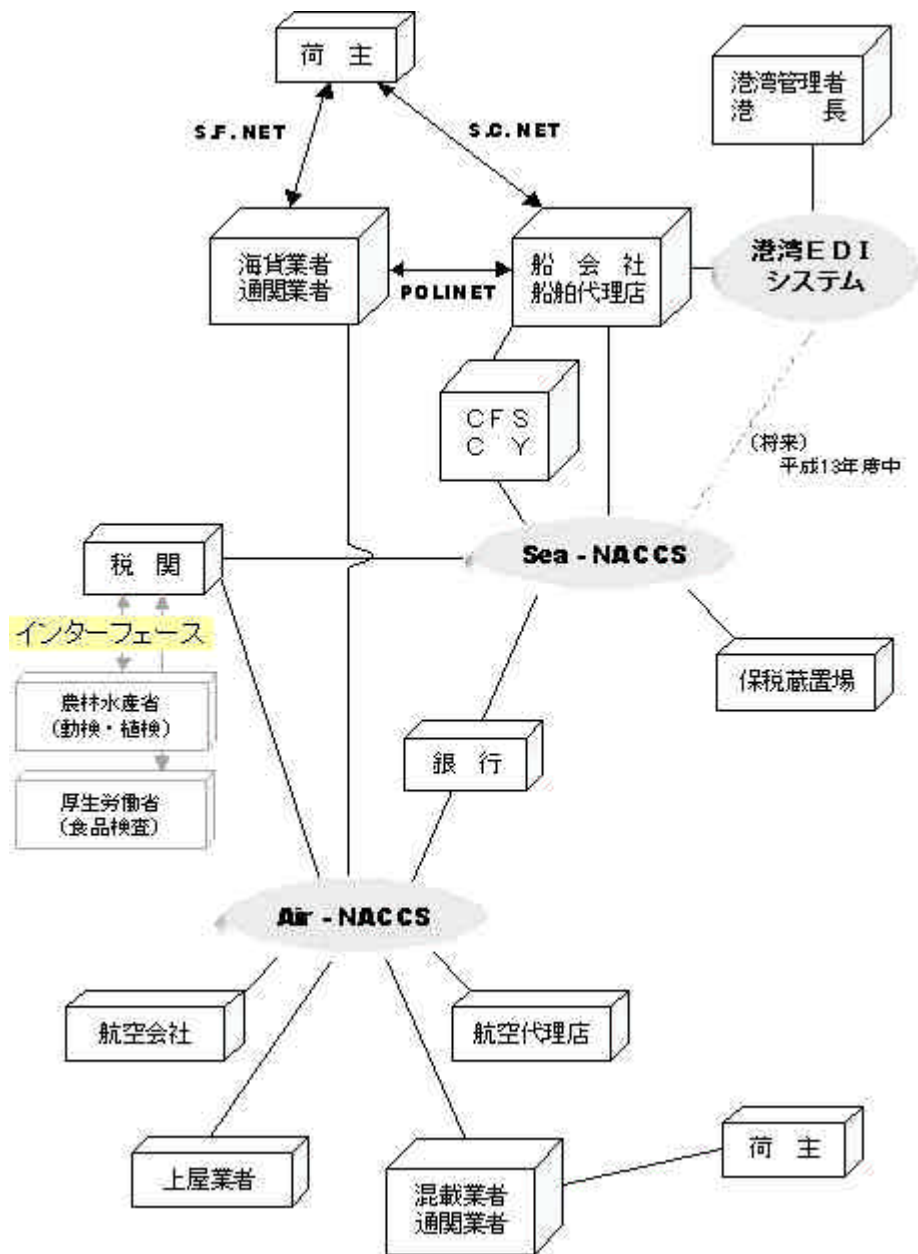 荷 主
港湾管理者
港 長
S.F. NET
S.C. NET
海貨業者
通関業者
POLINET
船 会 社
船舶代理店
港湾EDI
システム
CFS
C Y
(将来)
平成13年度中
税 関
Sea - NACCS
インターフェース
農林水産省
(動検・植検)
保税蔵置場
銀 行
厚生労働省
(食品検査)
Air - NACCS
航空会社
航空代理店
上屋業者
混載業者
通関業者
荷 主